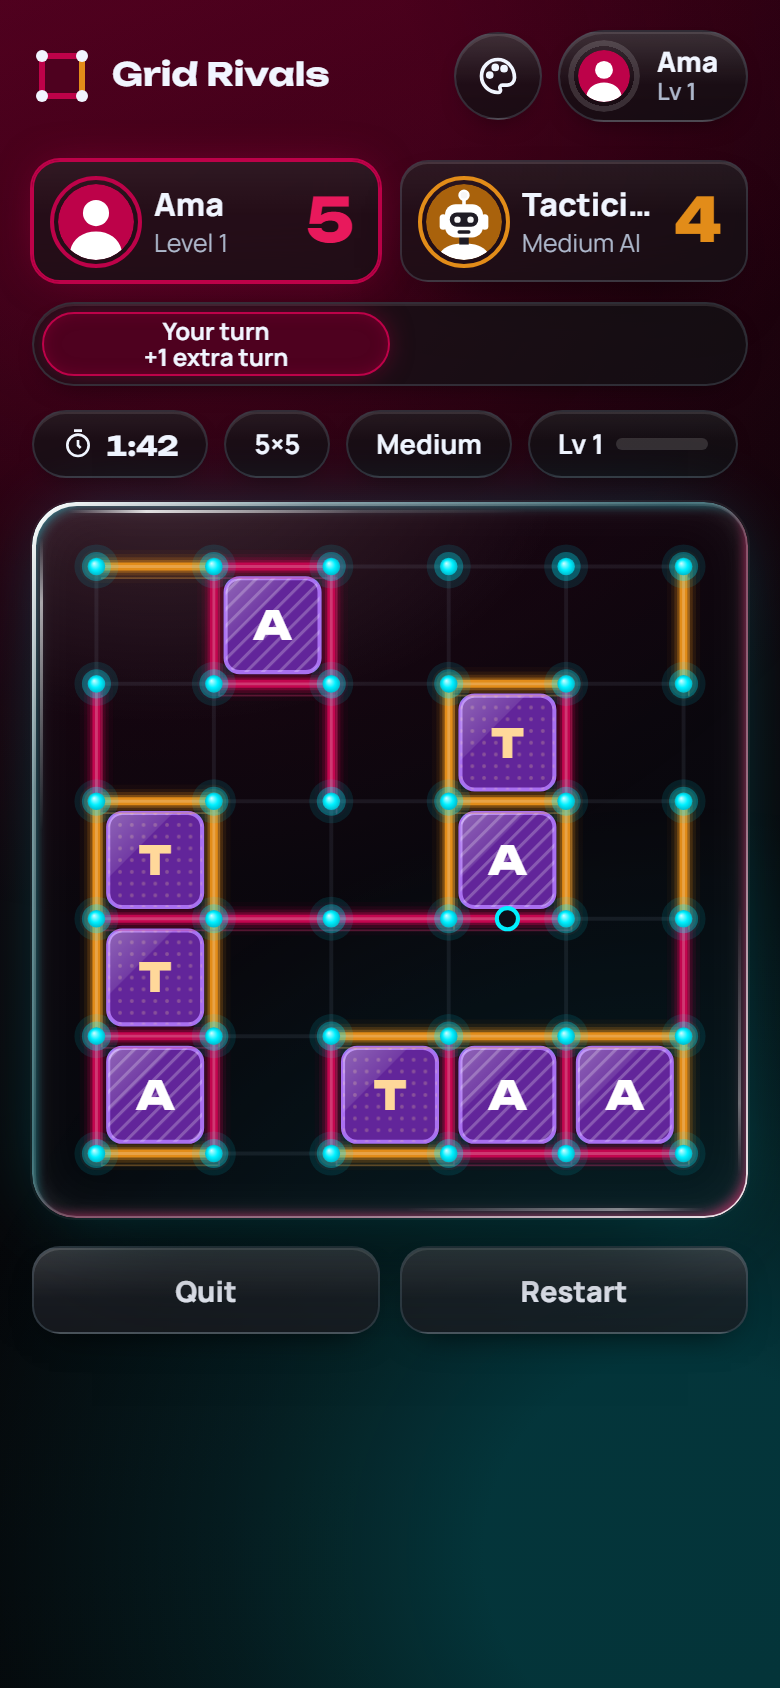 Grid Rivals
Ama
Lv 1
Ama
Level 1
5
Tactici...
Medium AI
4
Your turn
+1 extra turn
1:42
5×5
Medium
Lv 1
A
T
T
A
T
A
T
A
A
Quit
Restart